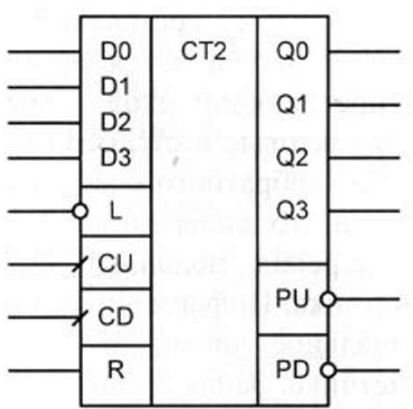 D0 CT2 Q0
D1 Q1
D2
D3 Q2
L Q3
CU
PU
CD
R PD